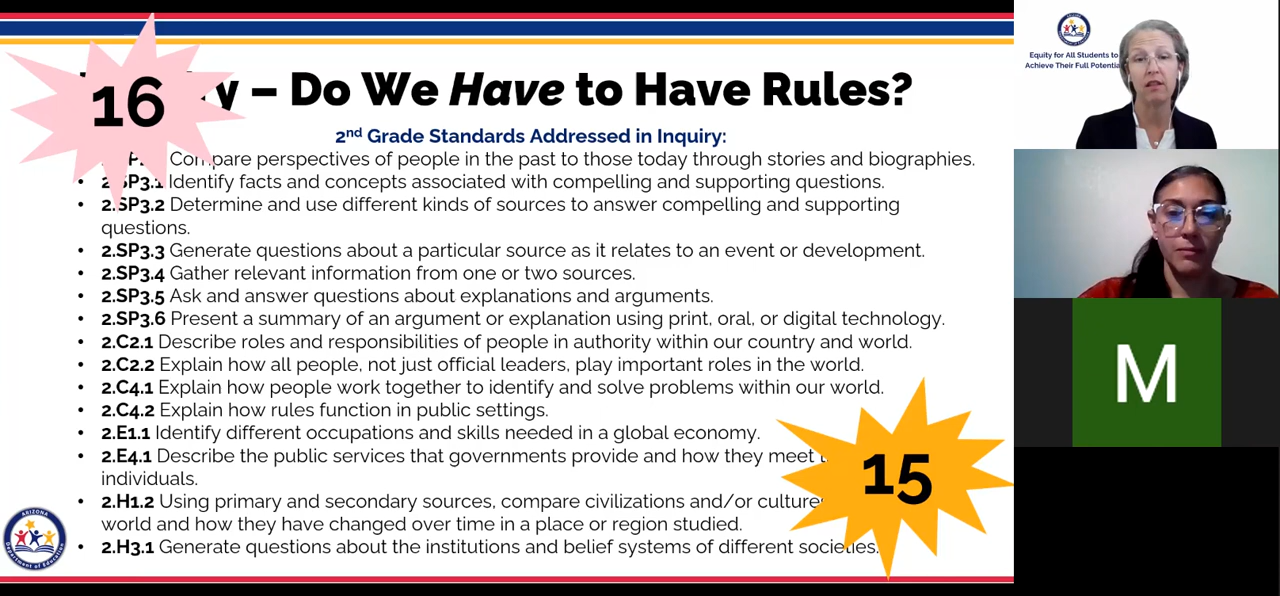 16
y – Do We Have to Have Rules?
2nd Grade Standards Addressed in Inquiry:
Compare perspectives of people in the past to those today through stories and biographies.
• 2.SP3.1 Identify facts and concepts associated with compelling and supporting questions.
• 2.SP3.2 Determine and use different kinds of sources to answer compelling and supporting
questions.
• 2.SP3.3 Generate questions about a particular source as it relates to an event or development.
• 2.SP3.4 Gather relevant information from one or two sources.
• 2.SP3.5 Ask and answer questions about explanations and arguments.
• 2.SP3.6 Present a summary of an argument or explanation using print, oral, or digital technology.
• 2.C2.1 Describe roles and responsibilities of people in authority within our country and world.
• 2.C2.2 Explain how all people, not just official leaders, play important roles in the world.
• 2.C4.1 Explain how people work together to identify and solve problems within our world.
• 2.C4.2 Explain how rules function in public settings.
• 2.E1.1 Identify different occupations and skills needed in a global economy.
• 2.E4.1 Describe the public services that governments provide and how they meet
individuals.
• 2.H1.2 Using primary and secondary sources, compare civilizations and/or cultures
world and how they have changed over time in a place or region studied.
• 2.H3.1 Generate questions about the institutions and belief systems of different societies.
15
ARIZONA
Department of Education
Equity for All Students to
Achieve Their Full Potential
M